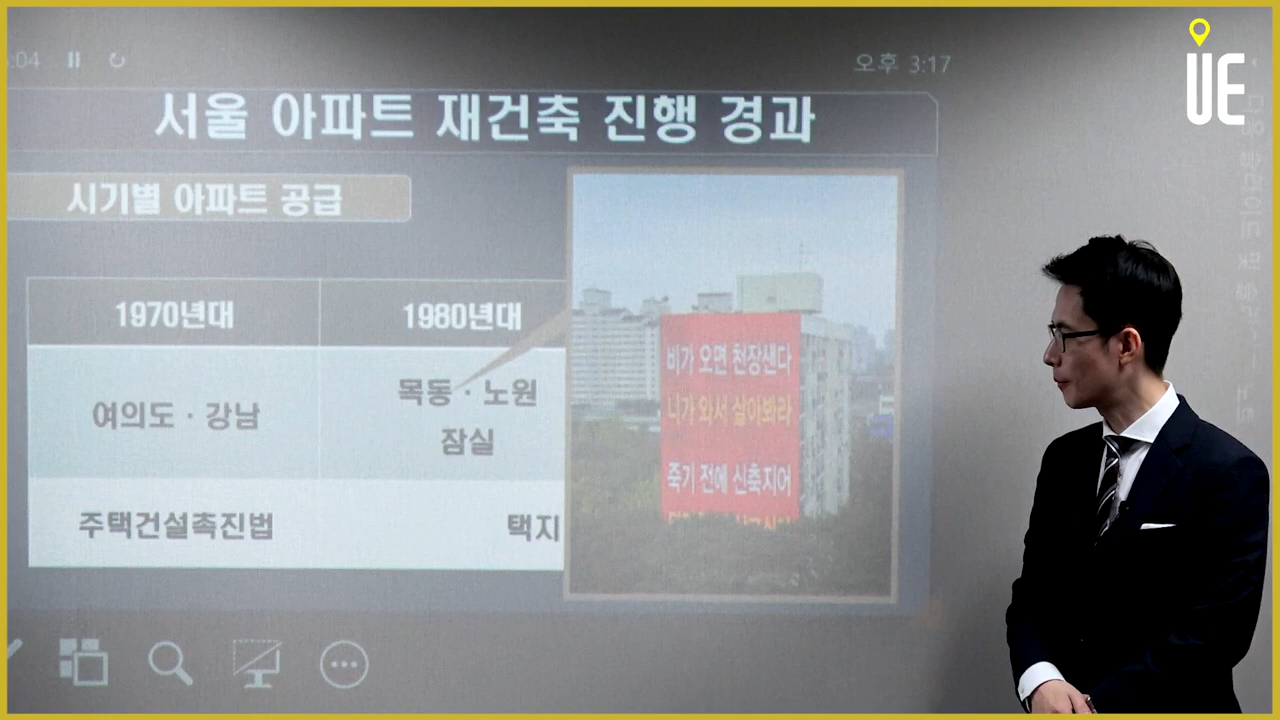 :04
오후 3:17
UE
서울 아파트 재건축 진행 경과
시기별 아파트 공급
1970년대
1980년대
여의도 · 강남
목동 · 노원
잠실
주택건설촉진법
택지
비가 오면 천장샌다
니가 와서 살아봐라
죽기 전에 신축지어